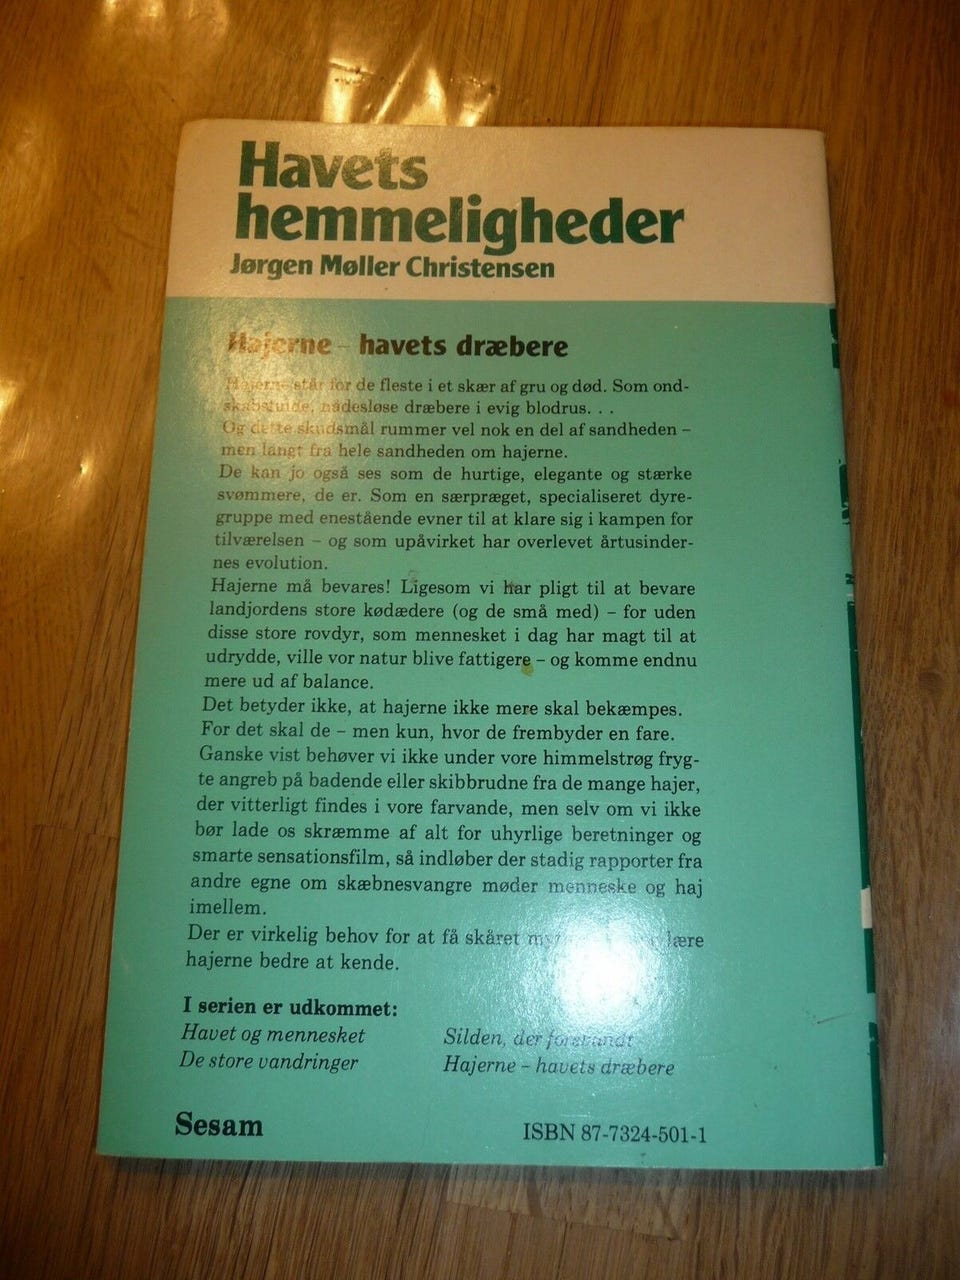 Havets
hemmeligheder
Jørgen Møller Christensen
Hajerne – havets dræbere
Hajerne står for de fleste i et skær af gru og død. Som ond-
skabsfulde, nådesløse dræbere i evig blodrus. . .
Og dette skudsmål rummer vel nok en del af sandheden –
men langt fra hele sandheden om hajerne.
De kan jo også ses som de hurtige, elegante og stærke
svømmere, de er. Som en særpræget, specialiseret dyre-
gruppe med enestående evner til at klare sig i kampen for
tilværelsen – og som upåvirket har overlevet årtusinder-
nes evolution.
Hajerne må bevares! Ligesom vi har pligt til at bevare
landjordens store kødædere (og de små med) – for uden
disse store rovdyr, som mennesket i dag har magt til at
udrydde, ville vor natur blive fattigere – og komme endnu
mere ud af balance.
Det betyder ikke, at hajerne ikke mere skal bekæmpes.
For det skal de – men kun, hvor de frembyder en fare.
Ganske vist behøver vi ikke under vore himmelstrøg fryg-
te angreb på badende eller skibbrudne fra de mange hajer,
der vitterligt findes i vore farvande, men selv om vi ikke
bør lade os skræmme af alt for uhyrlige beretninger og
smarte sensationsfilm, så indløber der stadig rapporter fra
andre egne om skæbnesvangre møder menneske og haj
imellem.
Der er virkelig behov for at få skåret lære
hajerne bedre at kende.
I serien er udkommet:
Havet og mennesket
De store vandringer
Silden, der forsvandt
Hajerne – havets dræbere
Sesam
ISBN 87-7324-501-1